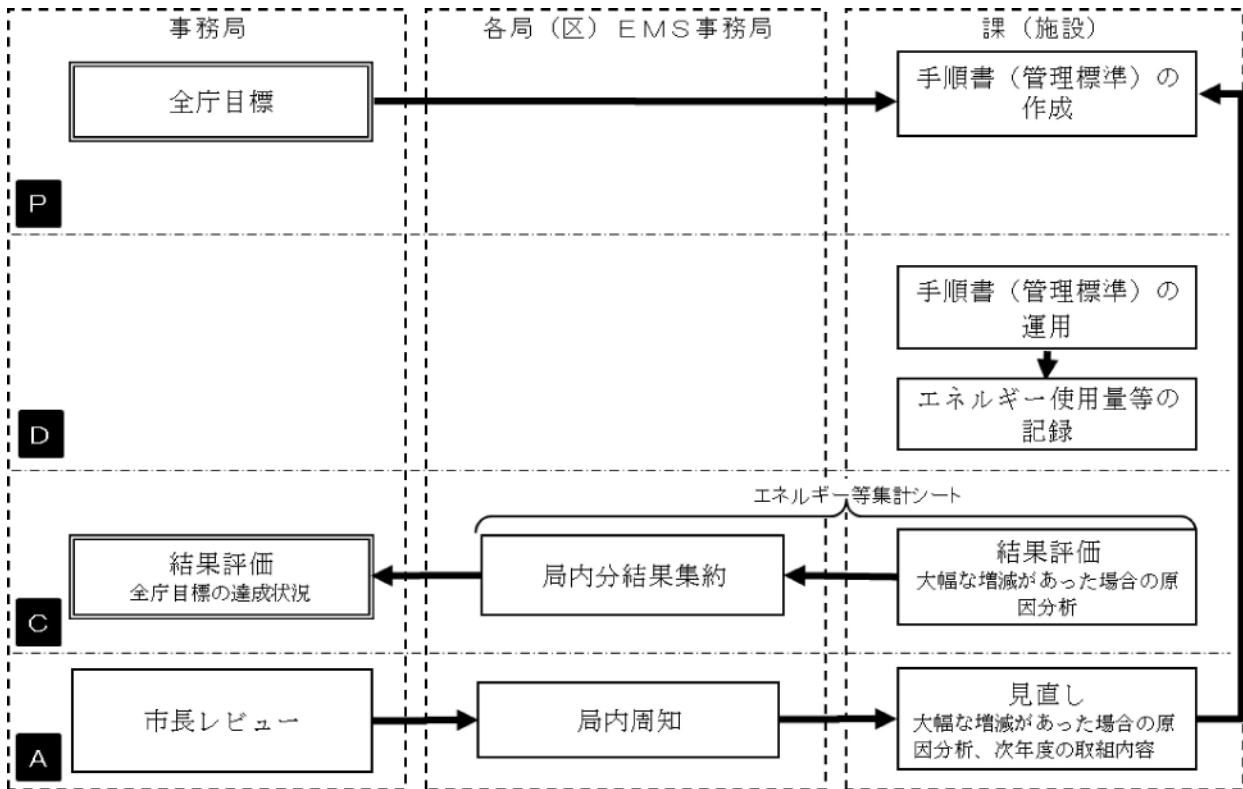 事務局
各局（区）ＥＭＳ事務局
課（施設）
全庁目標
手順書（管理標準）の
作成
P
手順書（管理標準）の
運用
エネルギー使用量等の
記録
D
エネルギー等集計シート
結果評価
全庁目標の達成状況
局内分結果集約
結果評価
大幅な増減があった場合の原
因分析
C
市長レビュー
局内周知
見直し
大幅な増減があった場合の原
因分析、次年度の取組内容
A